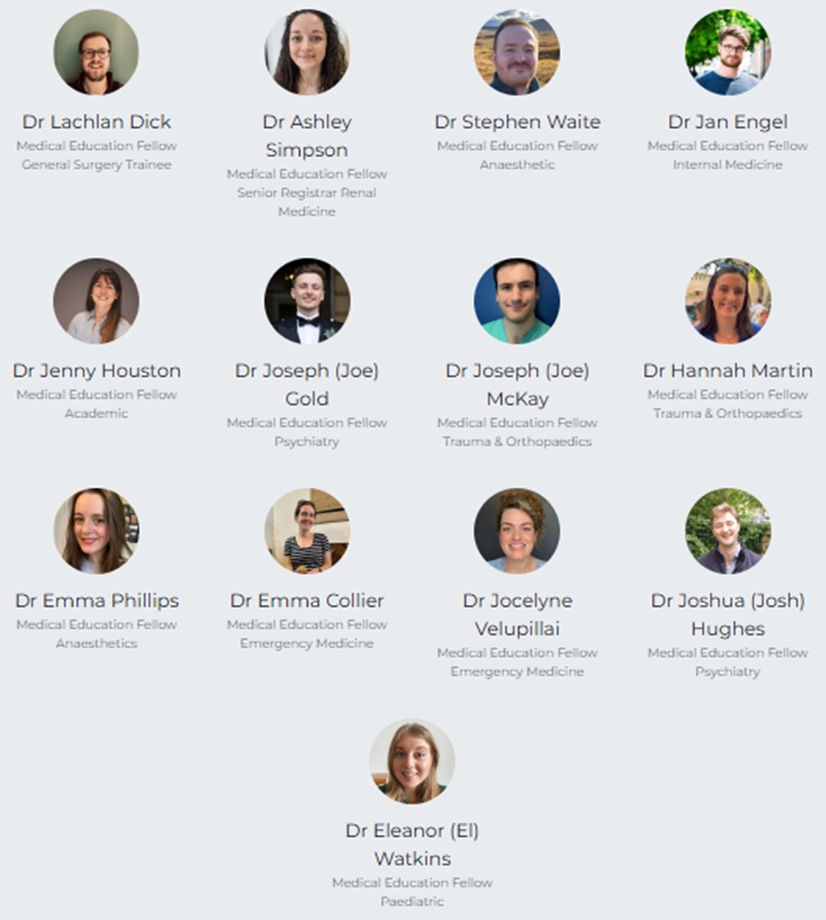 Dr Lachlan Dick
Medical Education Fellow
General Surgery Trainee
Dr Ashley
Simpson
Medical Education Fellow
Senior Registrar Renal
Medicine
Dr Stephen Waite
Medical Education Fellow
Anaesthetic
Dr Jan Engel
Medical Education Fellow
Internal Medicine
Dr Jenny Houston
Medical Education Fellow
Academic
Dr Joseph (Joe)
Gold
Medical Education Fellow
Psychiatry
Dr Joseph (Joe)
McKay
Medical Education Fellow
Trauma & Orthopaedics
Dr Hannah Martin
Medical Education Fellow
Trauma & Orthopaedics
Dr Emma Phillips
Medical Education Fellow
Anaesthetics
Dr Emma Collier
Medical Education Fellow
Emergency Medicine
Dr Jocelyne
Velupillai
Medical Education Fellow
Emergency Medicine
Dr Joshua (Josh)
Hughes
Medical Education Fellow
Psychiatry
Dr Eleanor (El)
Watkins
Medical Education Fellow
Paediatric